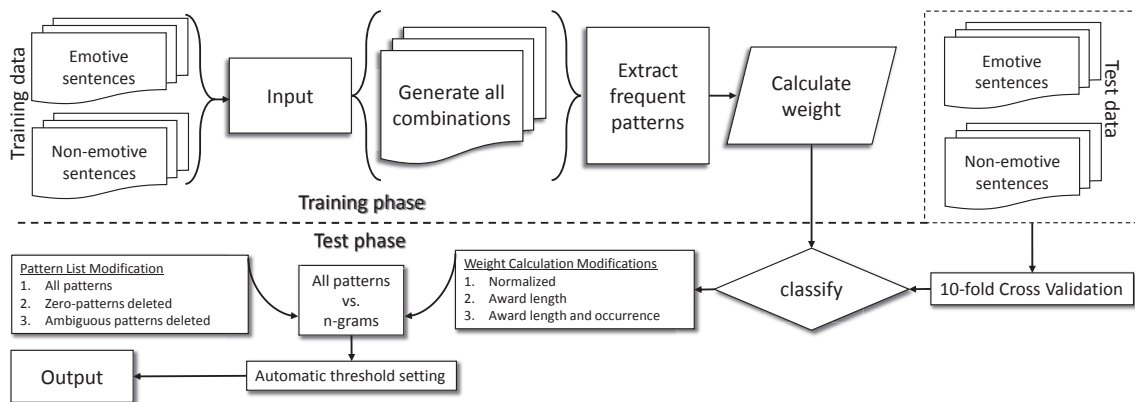 Training data
Emotive
sentences
Non-emotive
sentences
Input
Generate all
combinations
Extract
frequent
patterns
Calculate
weight
Emotive
sentences
Non-emotive
sentences
Test data
Training phase
Test phase
Pattern List Modification
1. All patterns
2. Zero-patterns deleted
3. Ambiguous patterns deleted
All patterns
vs.
n-grams
Weight Calculation Modifications
1. Normalized
2. Award length
3. Award length and occurrence
classify
10-fold Cross Validation
Output
Automatic threshold setting